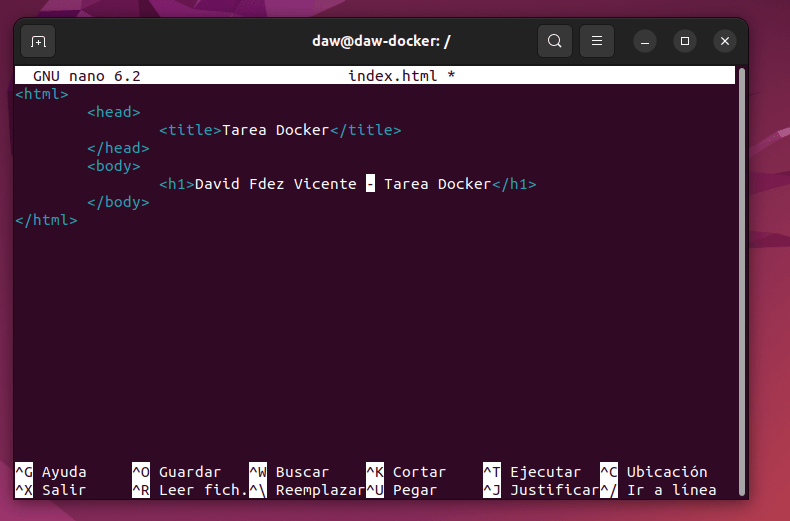 daw@daw-docker: /
GNU nano 6.2 index.html *
<html>
<head>
<title>Tarea Docker</title>
</head>
<body>
<h1>David Fdez Vicente - Tarea Docker</h1>
</body>
</html>
^G Ayuda ^O Guardar ^W Buscar ^K Cortar ^T Ejecutar ^C Ubicación
^X Salir ^R Leer fich. ^\ Reemplazar ^U Pegar ^J Justificar ^/ Ir a línea